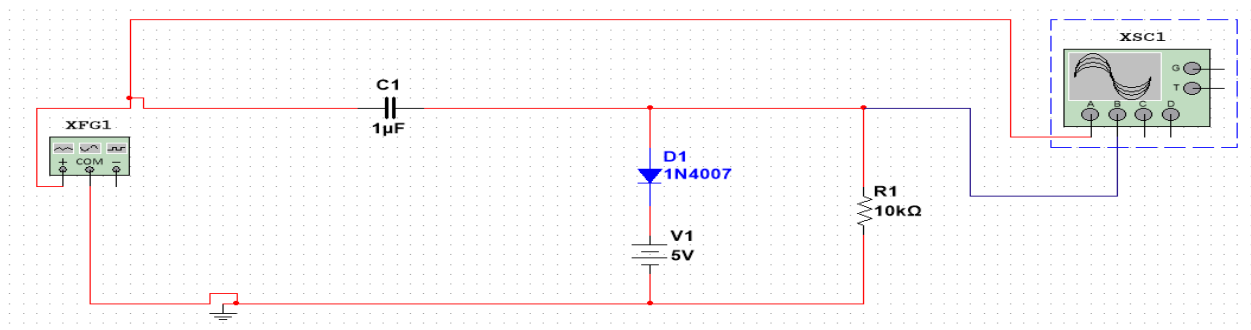 XSC1
G
T
A B C D
C1
1µF
XFG1
+ COM −
D1
1N4007
R1
10kΩ
V1
5V